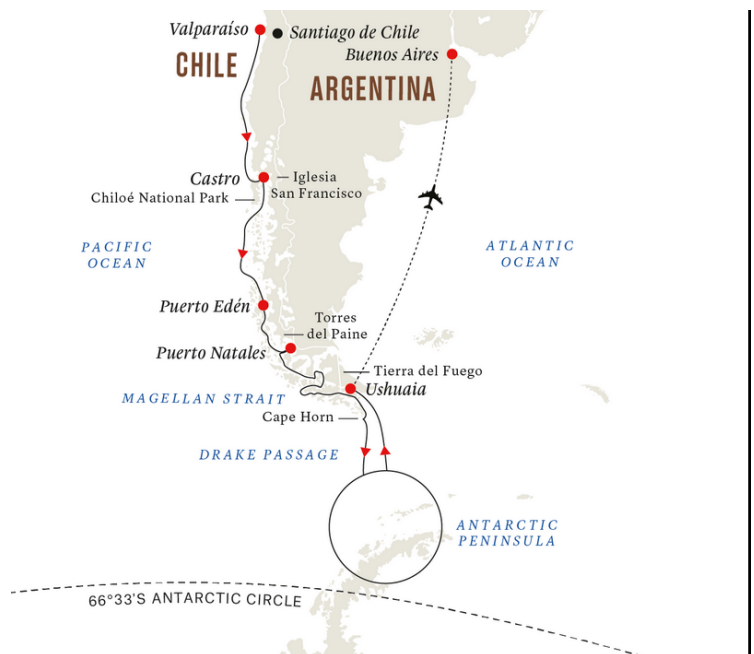 Valparaíso
Santiago de Chile
Buenos Aires
CHILE
ARGENTINA
Castro
Iglesia
San Francisco
Chiloé National Park
PACIFIC
OCEAN
ATLANTIC
OCEAN
Puerto Edén
Torres
del Paine
Puerto Natales
Tierra del Fuego
Ushuaia
MAGELLAN STRAIT
Cape Horn
DRAKE PASSAGE
ANTARCTIC
PENINSULA
66°33'S ANTARCTIC CIRCLE